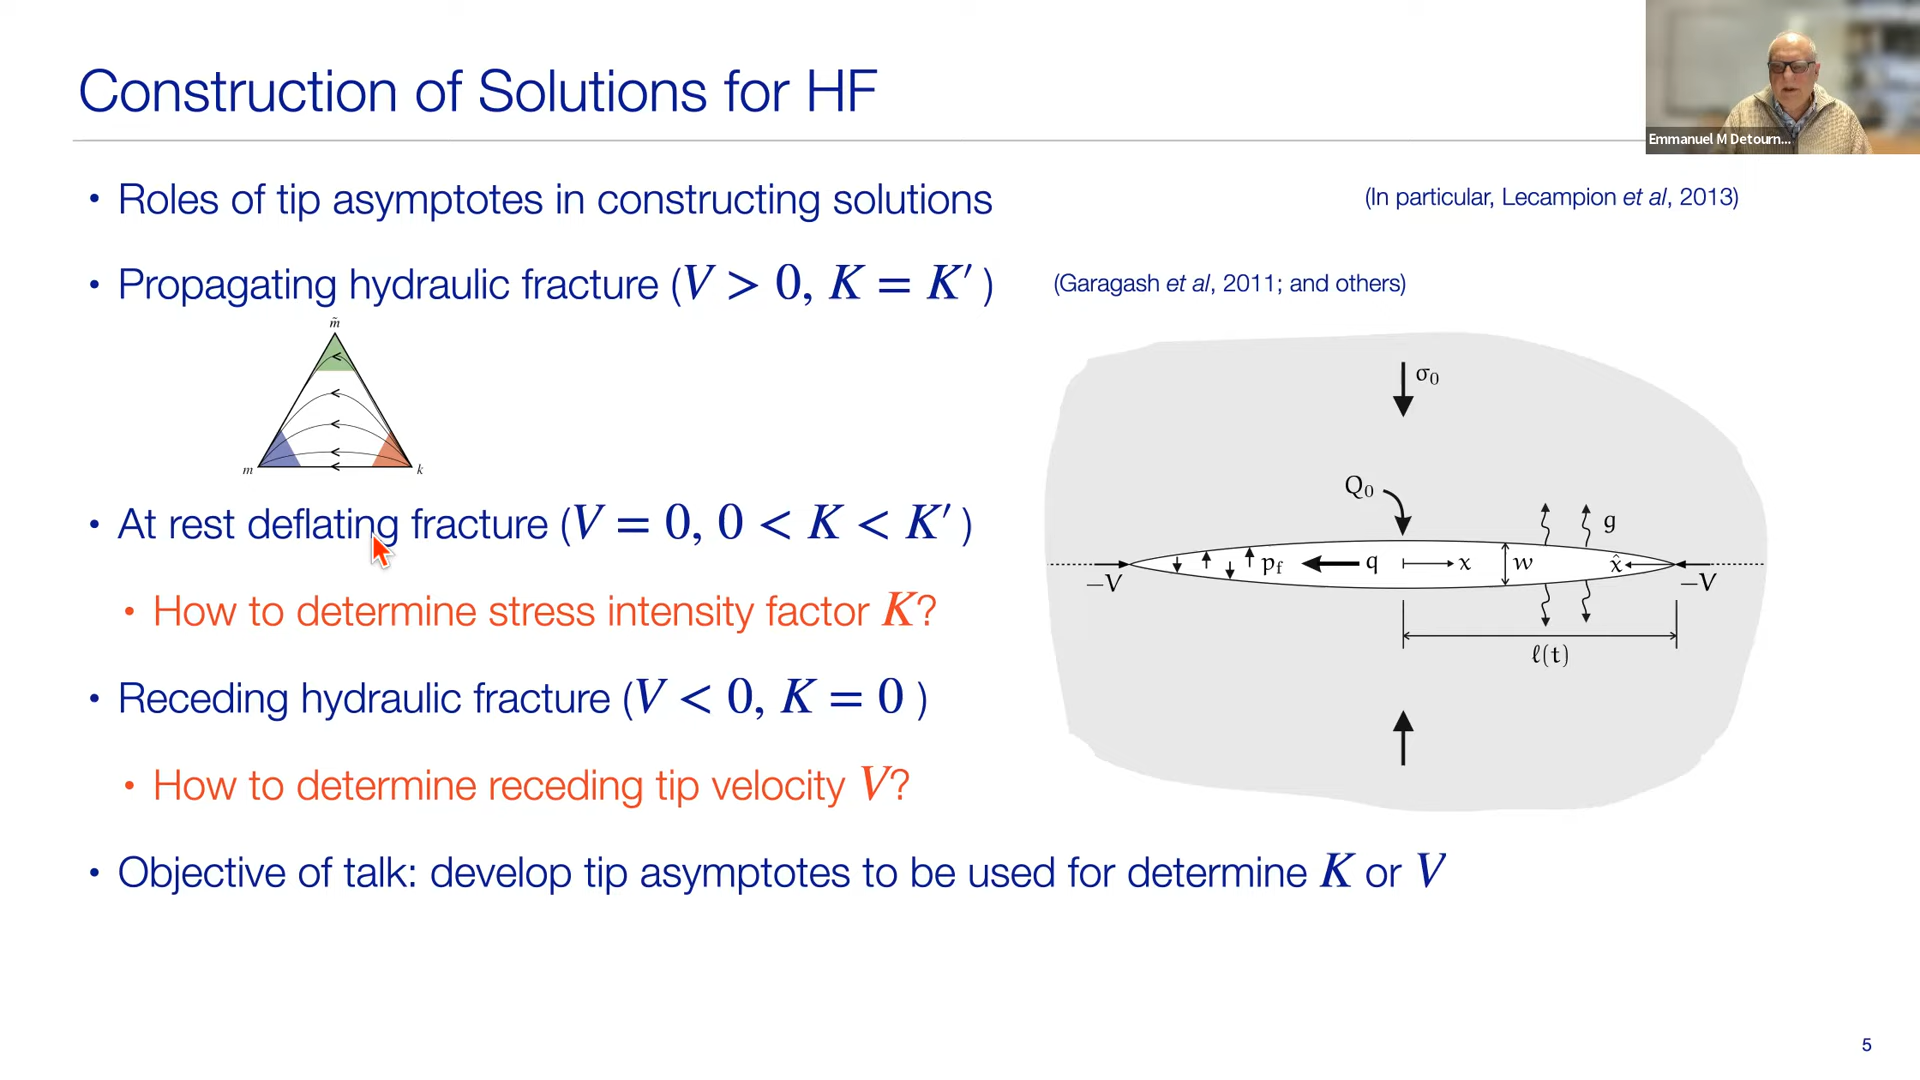 Construction of Solutions for HF
Emmanuel M Detourn...
• Roles of tip asymptotes in constructing solutions
(In particular, Lecampion et al, 2013)
• Propagating hydraulic fracture (V > 0, K = K′ )
(Garagash et al, 2011; and others)
m̃
m
k
• At rest deflating fracture (V = 0, 0 < K < K′ )
• How to determine stress intensity factor K?
• Receding hydraulic fracture (V < 0, K = 0 )
• How to determine receding tip velocity V?
• Objective of talk: develop tip asymptotes to be used for determine K or V
σ0
Q0
g
pf
q
x
w
x̂
−V
−V
ℓ(t)
5